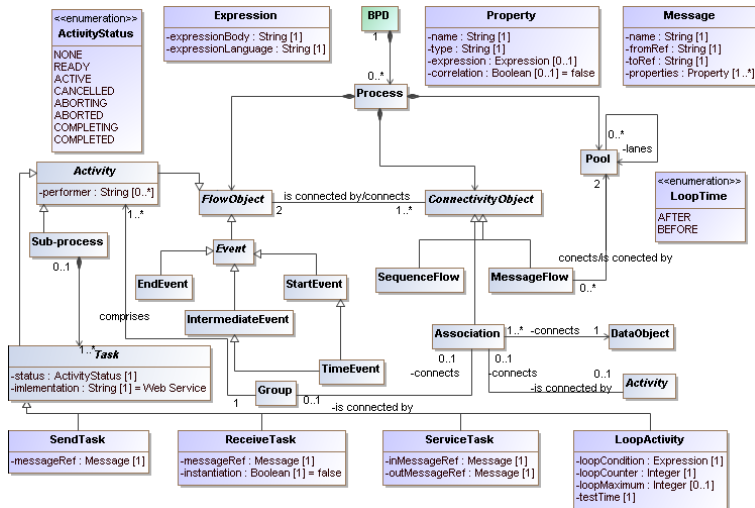 <<enumeration>>
ActivityStatus
NONE
READY
ACTIVE
CANCELLED
ABORTING
ABORTED
COMPLETING
COMPLETED
Expression
-expressionBody : String [1]
-expressionLanguage : String [1]
BPD
1
0..*
Process
Property
-name : String [1]
-type : String [1]
-expression : Expression [0..1]
-correlation : Boolean [0..1] = false
Message
-name : String [1]
-fromRef : String [1]
-toRef : String [1]
-properties : Property [1..*]
0..*
-lanes
Pool
2
<<enumeration>>
LoopTime
AFTER
BEFORE
Activity
-performer : String [0..*]
1..*
FlowObject
2
is connected by/connects
1..*
ConnectivityObject
Sub-process
0..1
Event
EndEvent
StartEvent
IntermediateEvent
TimeEvent
SequenceFlow
MessageFlow
conects/is conected by
0..*
comprises
1..*
Task
-status : ActivityStatus [1]
-imlementation : String [1] = Web Service
Association
1..*
-connects
1
DataObject
0..1
-connects
0..1
-connects
0..1
-is connected by
Activity
Group
1
0..1
-is connected by
SendTask
-messageRef : Message [1]
ReceiveTask
-messageRef : Message [1]
-instantiation : Boolean [1] = false
ServiceTask
-inMessageRef : Message [1]
-outMessageRef : Message [1]
LoopActivity
-loopCondition : Expression [1]
-loopCounter : Integer [1]
-loopMaximum : Integer [0..1]
-testTime [1]